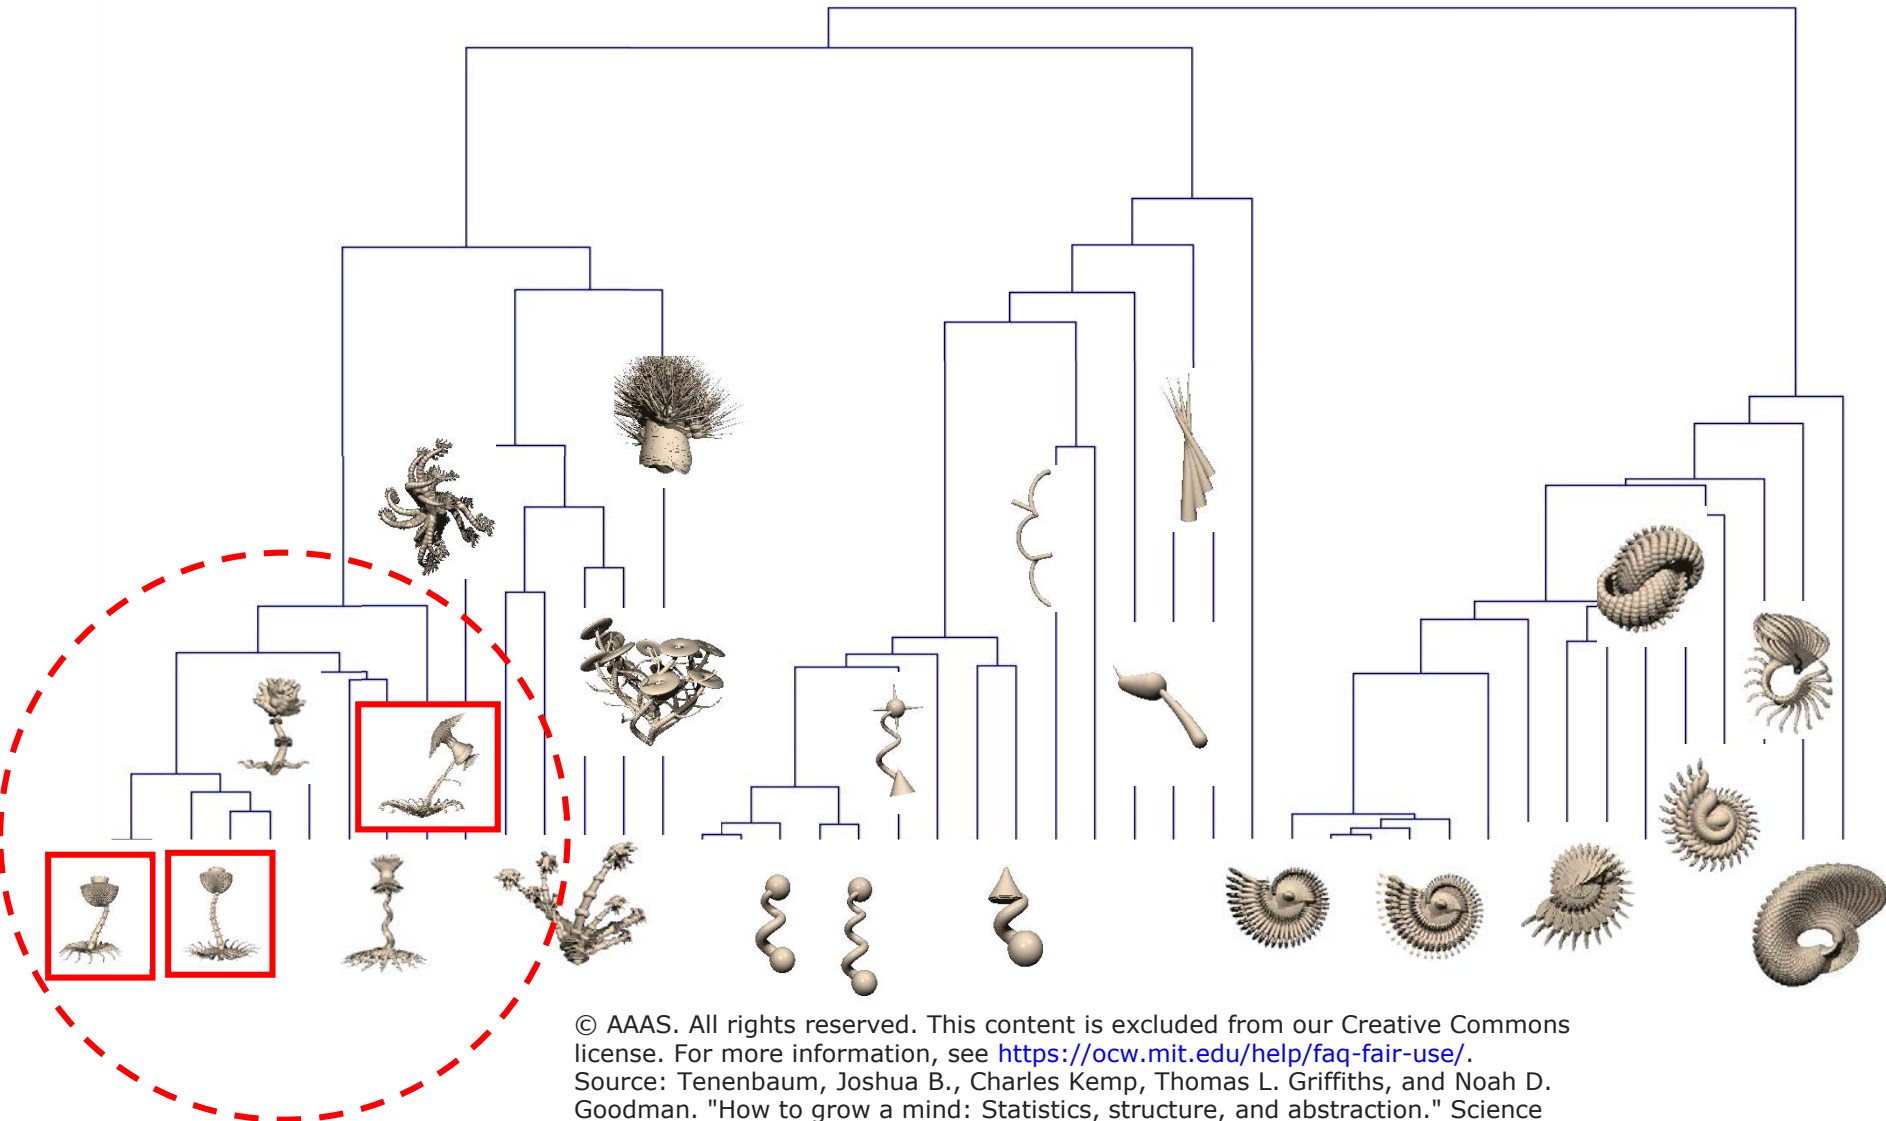 © AAAS. All rights reserved. This content is excluded from our Creative Commons
license. For more information, see https://ocw.mit.edu/help/faq-fair-use/.
Source: Tenenbaum, Joshua B., Charles Kemp, Thomas L. Griffiths, and Noah D.
Goodman. "How to grow a mind: Statistics, structure, and abstraction." Science